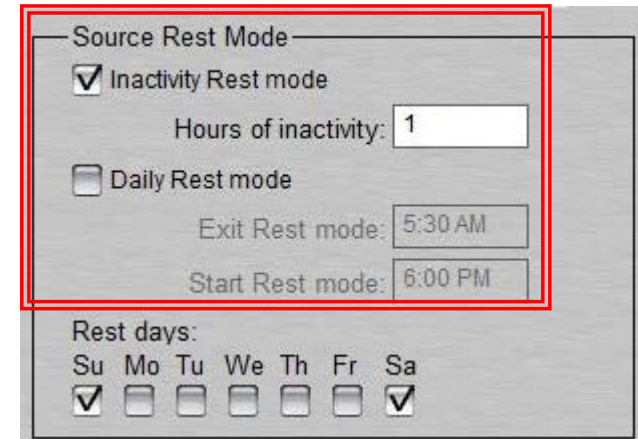 Source Rest Mode
Inactivity Rest mode
Hours of inactivity: 1
Daily Rest mode
Exit Rest mode: 5:30 AM
Start Rest mode: 6:00 PM
Rest days:
Su Mo Tu We Th Fr Sa